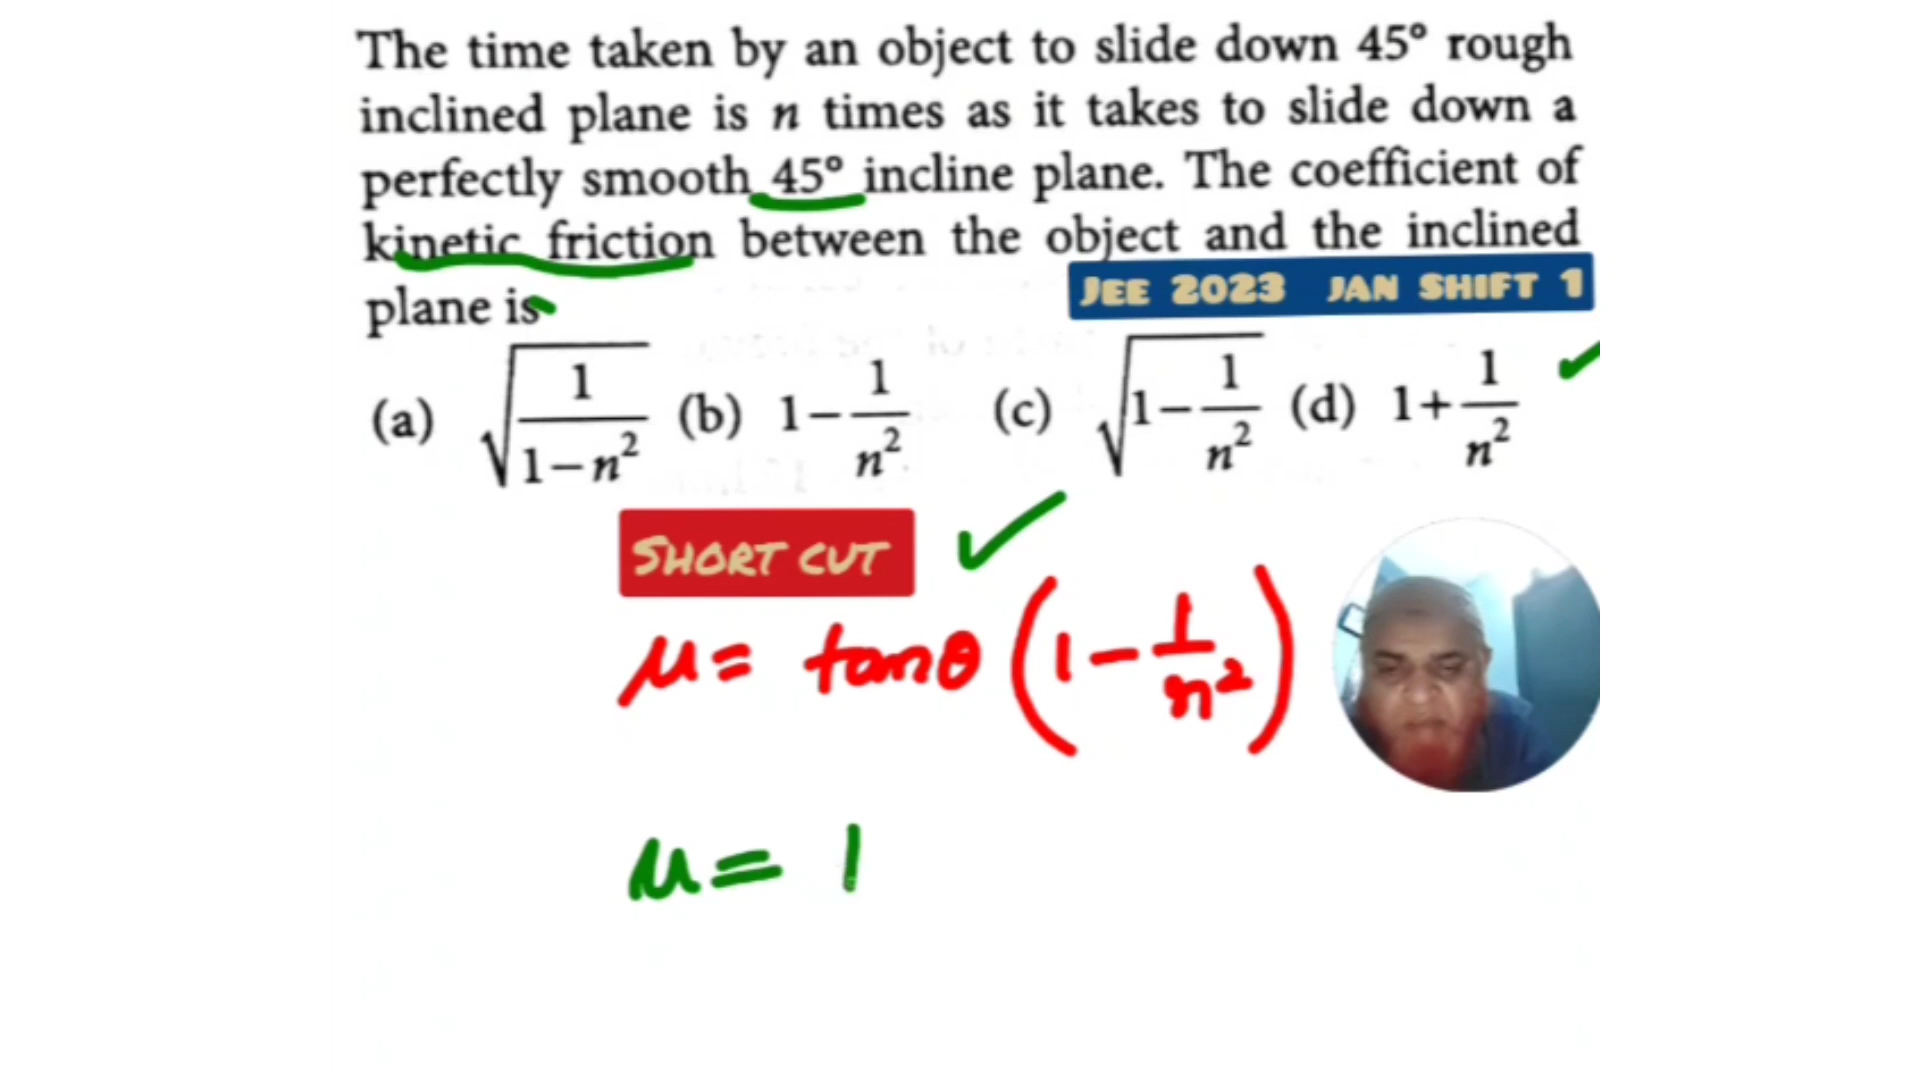 The time taken by an object to slide down 45° rough
inclined plane is n times as it takes to slide down a
perfectly smooth 45° incline plane. The coefficient of
kinetic friction between the object and the inclined
plane is
JEE 2023 JAN SHIFT 1
(a) √(1/(1−n²)) (b) 1−1/n² (c) √(1−1/n²) (d) 1+1/n²
SHORT CUT
μ = tanθ (1 − 1/n²)
μ = 1